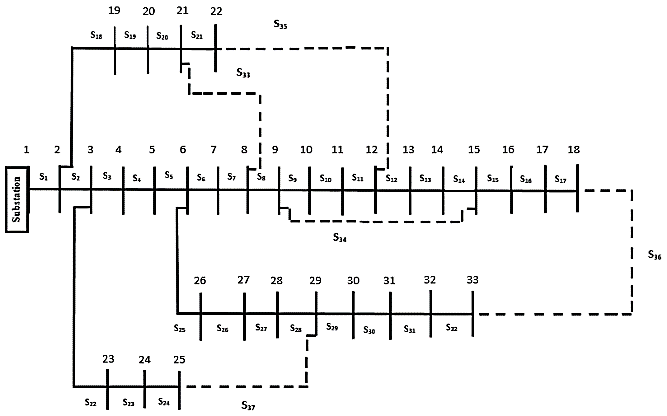 19 20 21 22
S18 S19 S20 S21
S35
S33
1 2 3 4 5 6 7 8 9 10 11 12 13 14 15 16 17 18
Substation
S1 S2 S3 S4 S5 S6 S7 S8 S9 S10 S11 S12 S13 S14 S15 S16 S17
S34
S36
26 27 28 29 30 31 32 33
S25 S26 S27 S28 S29 S30 S31 S32
23 24 25
S22 S23 S24
S37